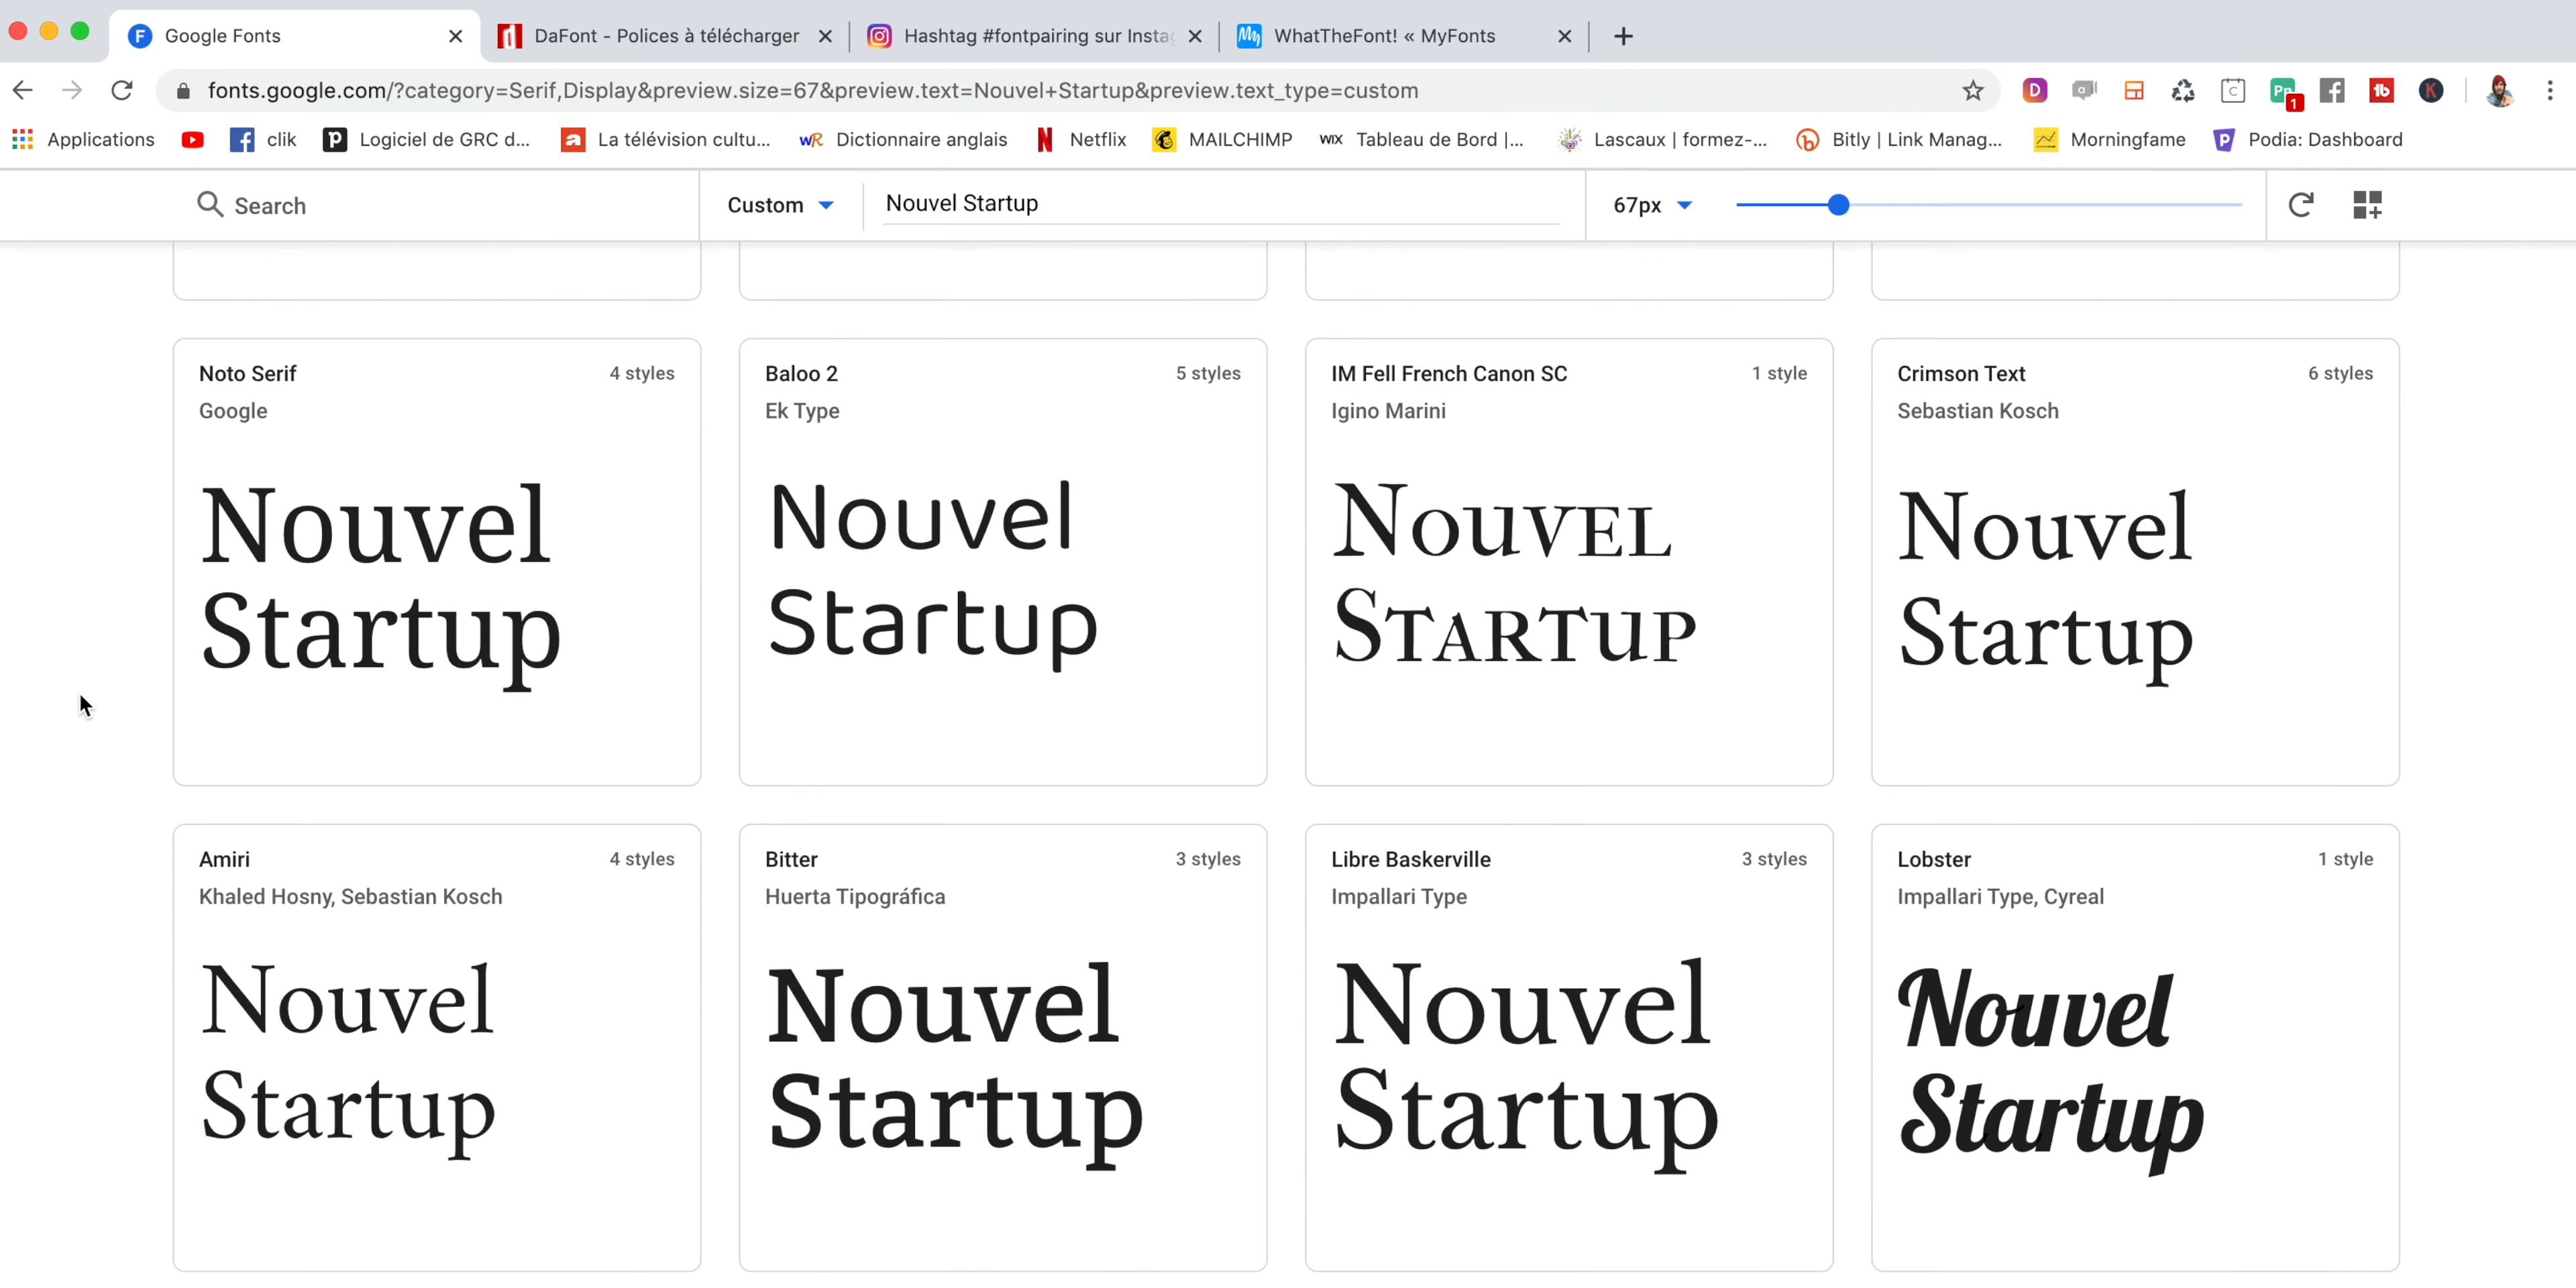 Google Fonts
DaFont - Polices à télécharger
Hashtag #fontpairing sur Insta
WhatTheFont! « MyFonts
fonts.google.com/?category=Serif,Display&preview.size=67&preview.text=Nouvel+Startup&preview.text_type=custom
Applications
clik
Logiciel de GRC d...
La télévision cultu...
Dictionnaire anglais
Netflix
MAILCHIMP
WIX Tableau de Bord |...
Lascaux | formez-...
Bitly | Link Manag...
Morningfame
Podia: Dashboard
Search
Custom
Nouvel Startup
67px
Noto Serif 4 styles
Google
Nouvel
Startup
Baloo 2 5 styles
Ek Type
Nouvel
Startup
IM Fell French Canon SC 1 style
Igino Marini
Nouvel
Startup
Crimson Text 6 styles
Sebastian Kosch
Nouvel
Startup
Amiri 4 styles
Khaled Hosny, Sebastian Kosch
Nouvel
Startup
Bitter 3 styles
Huerta Tipográfica
Nouvel
Startup
Libre Baskerville 3 styles
Impallari Type
Nouvel
Startup
Lobster 1 style
Impallari Type, Cyreal
Nouvel
Startup